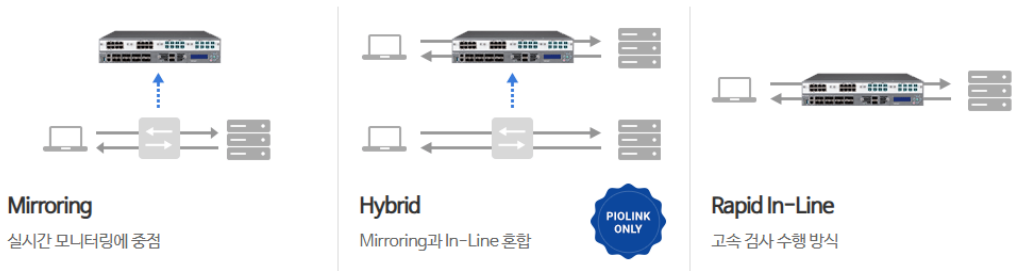 Mirroring
실시간 모니터링에 중점
Hybrid
Mirroring과 In-Line 혼합
PIOLINK
ONLY
Rapid In-Line
고속 검사 수행 방식